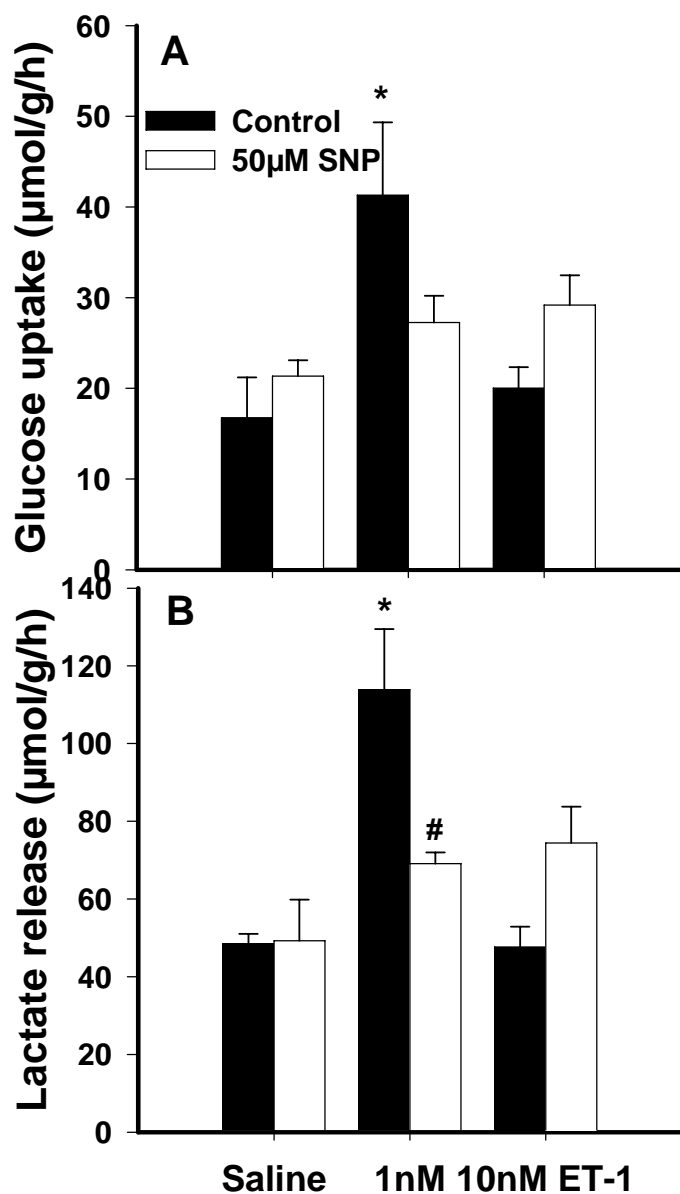 Glucose uptake (µmol/g/h)
60
50
40
30
20
10
0
A
*
Control
50µM SNP
Lactate release (µmol/g/h)
140
120
100
80
60
40
20
0
B
*
#
Saline 1nM 10nM ET-1